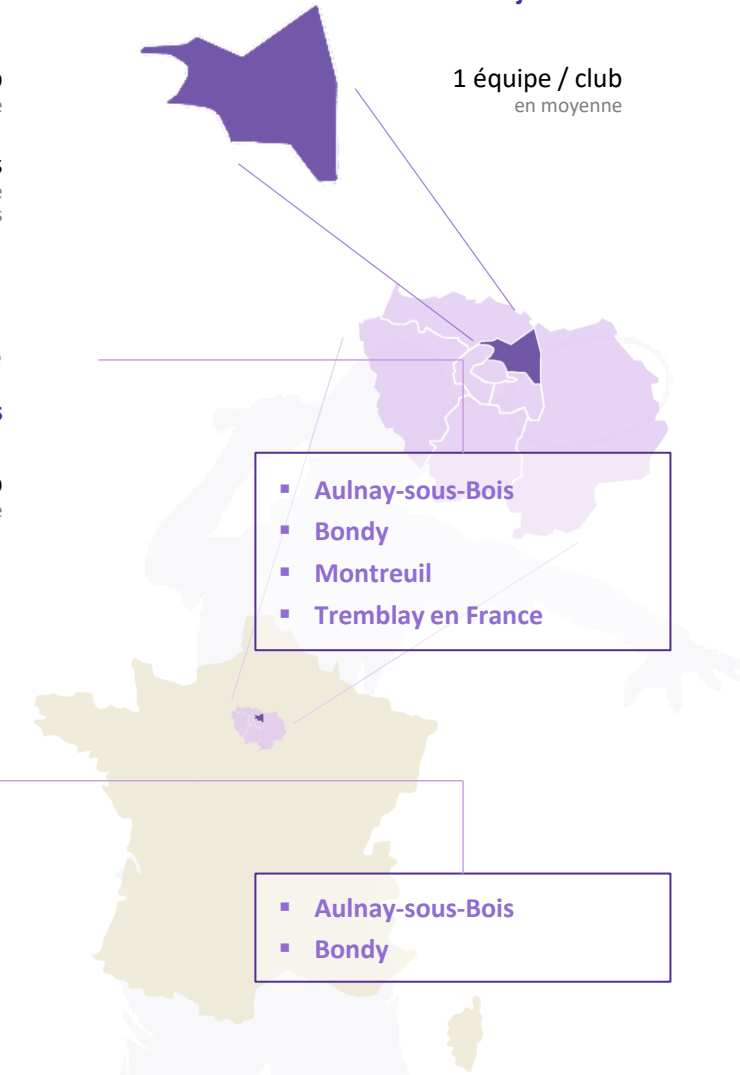 1 équipe / club
en moyenne
▪ Aulnay-sous-Bois
▪ Bondy
▪ Montreuil
▪ Tremblay en France
▪ Aulnay-sous-Bois
▪ Bondy